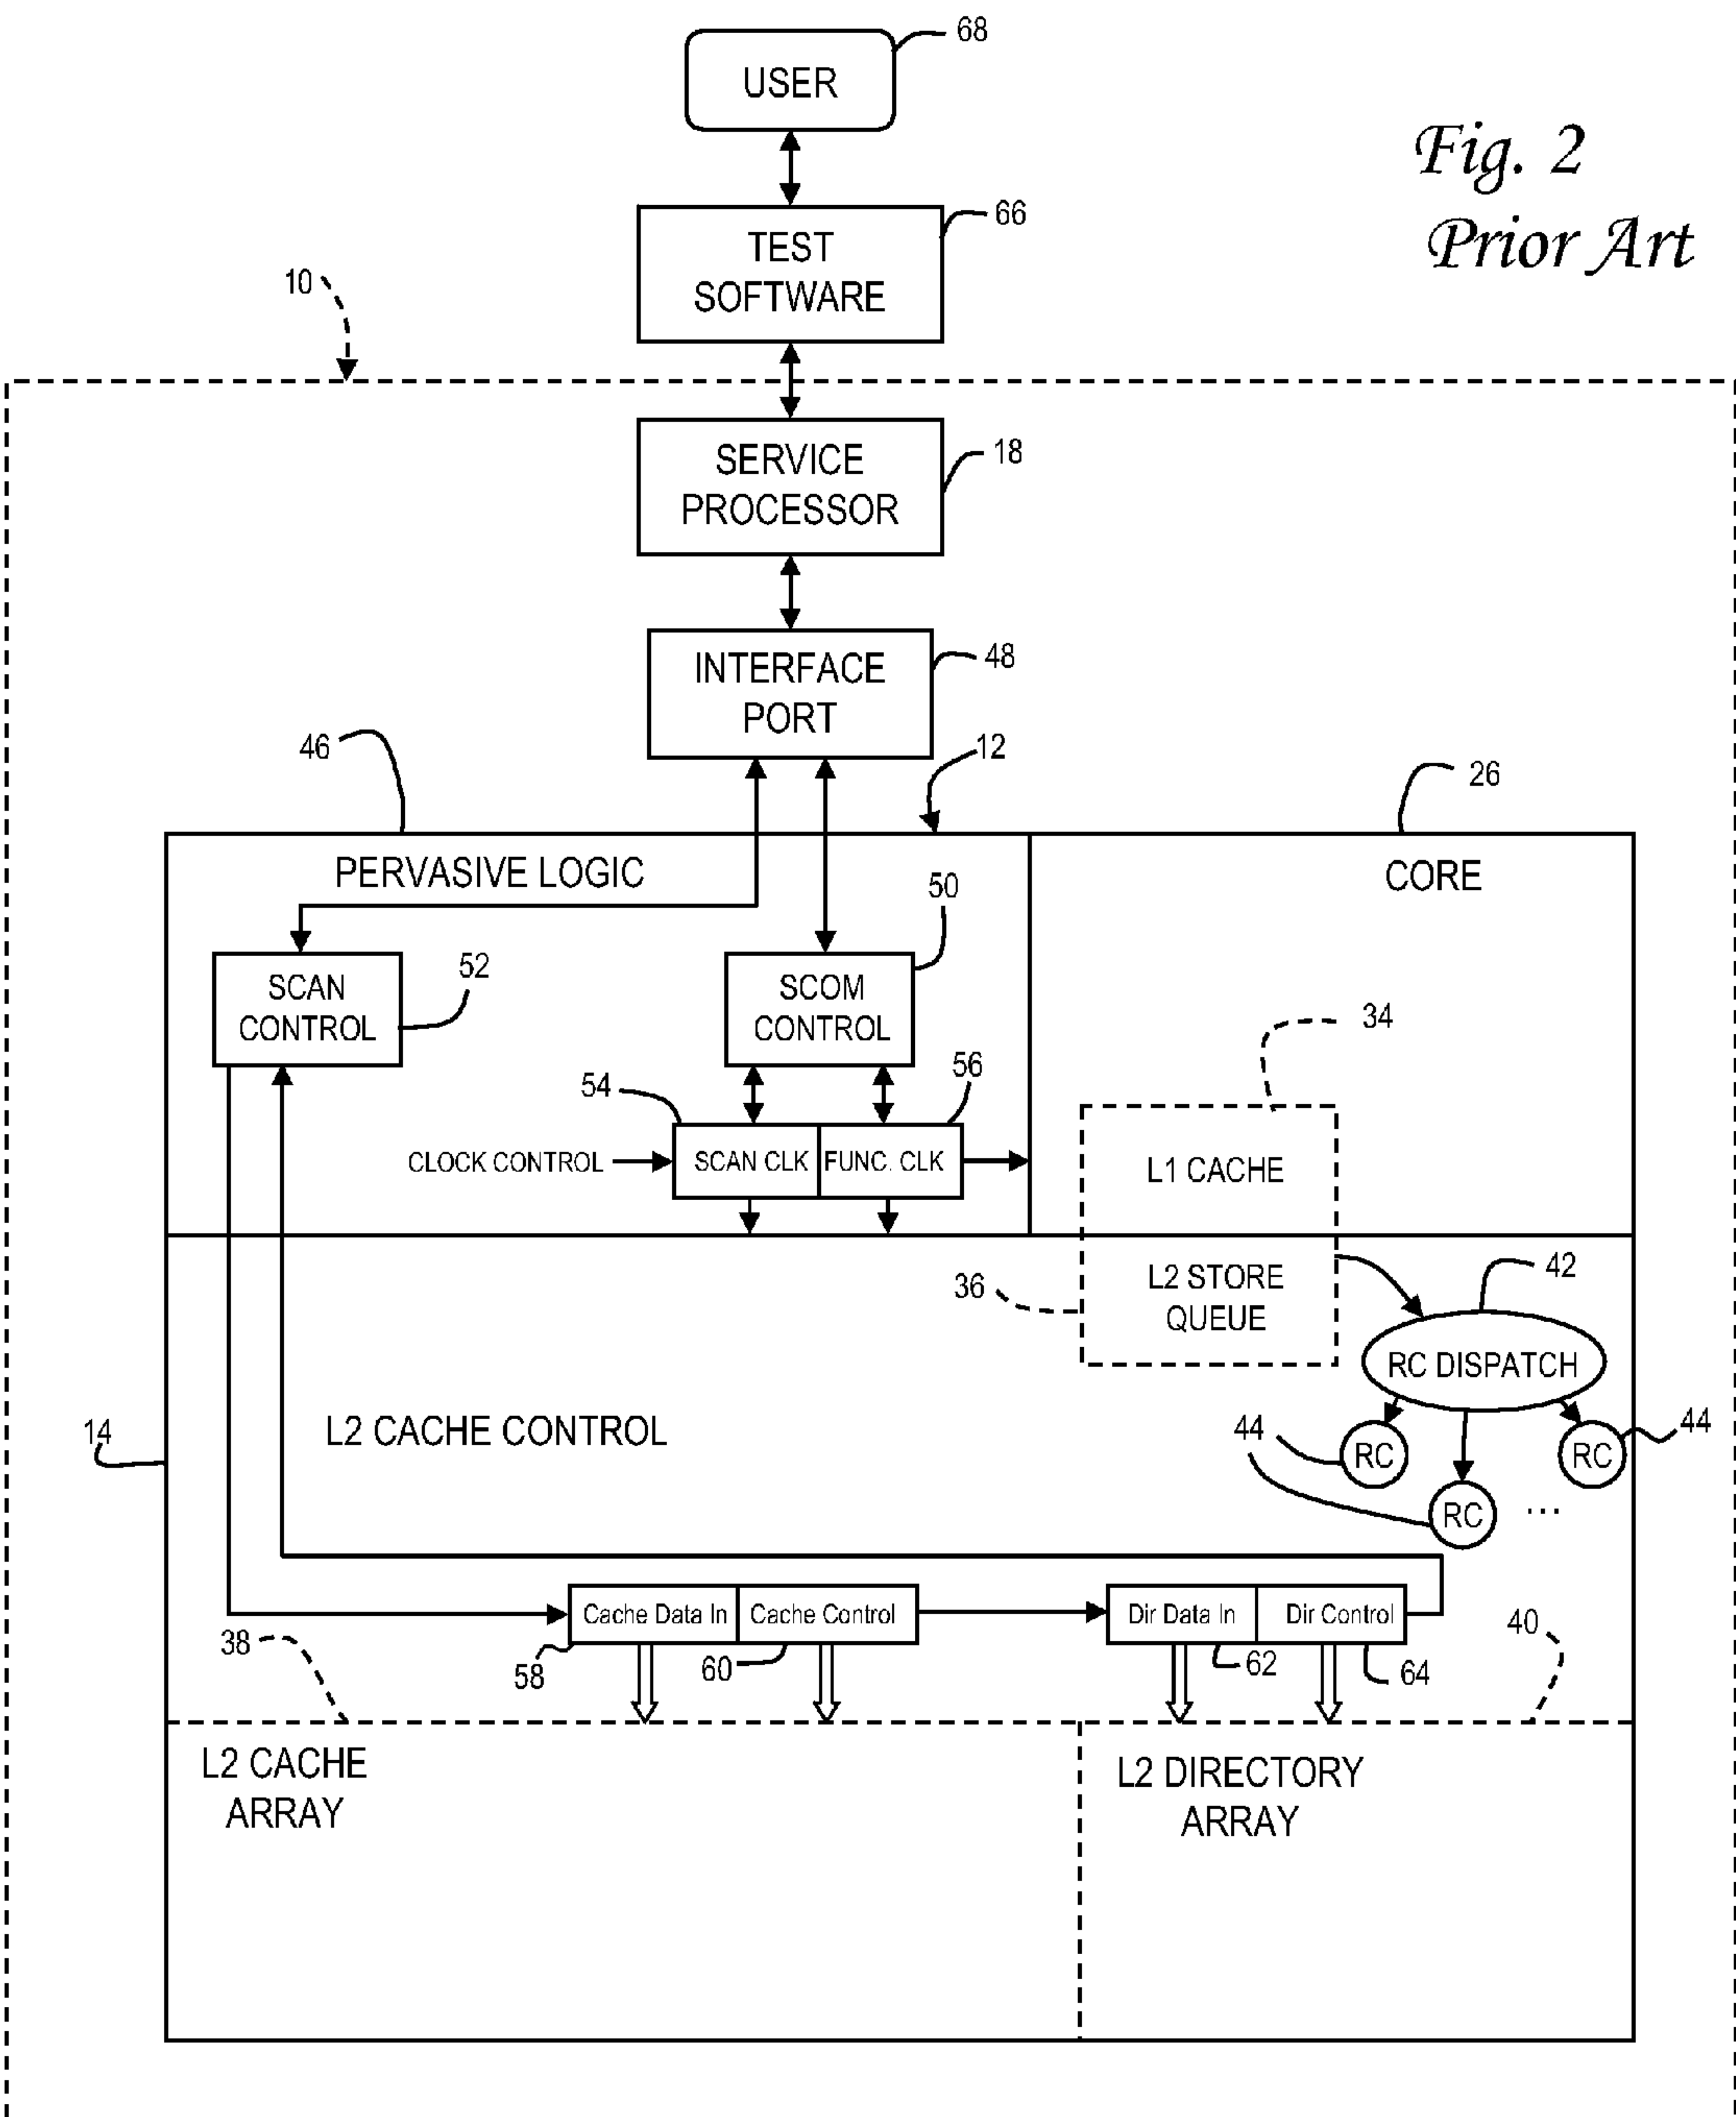 68
USER
Fig. 2
Prior Art
66
TEST
SOFTWARE
10
SERVICE
PROCESSOR
18
INTERFACE
PORT
48
46
12
26
PERVASIVE LOGIC
CORE
50
SCAN
CONTROL
52
SCOM
CONTROL
34
54
56
CLOCK CONTROL
SCAN CLK
FUNC. CLK
L1 CACHE
36
L2 STORE
QUEUE
42
RC DISPATCH
14
L2 CACHE CONTROL
44
RC
RC
44
RC
...
Cache Data In
Cache Control
Dir Data In
Dir Control
38
58
60
62
64
40
L2 CACHE
ARRAY
L2 DIRECTORY
ARRAY